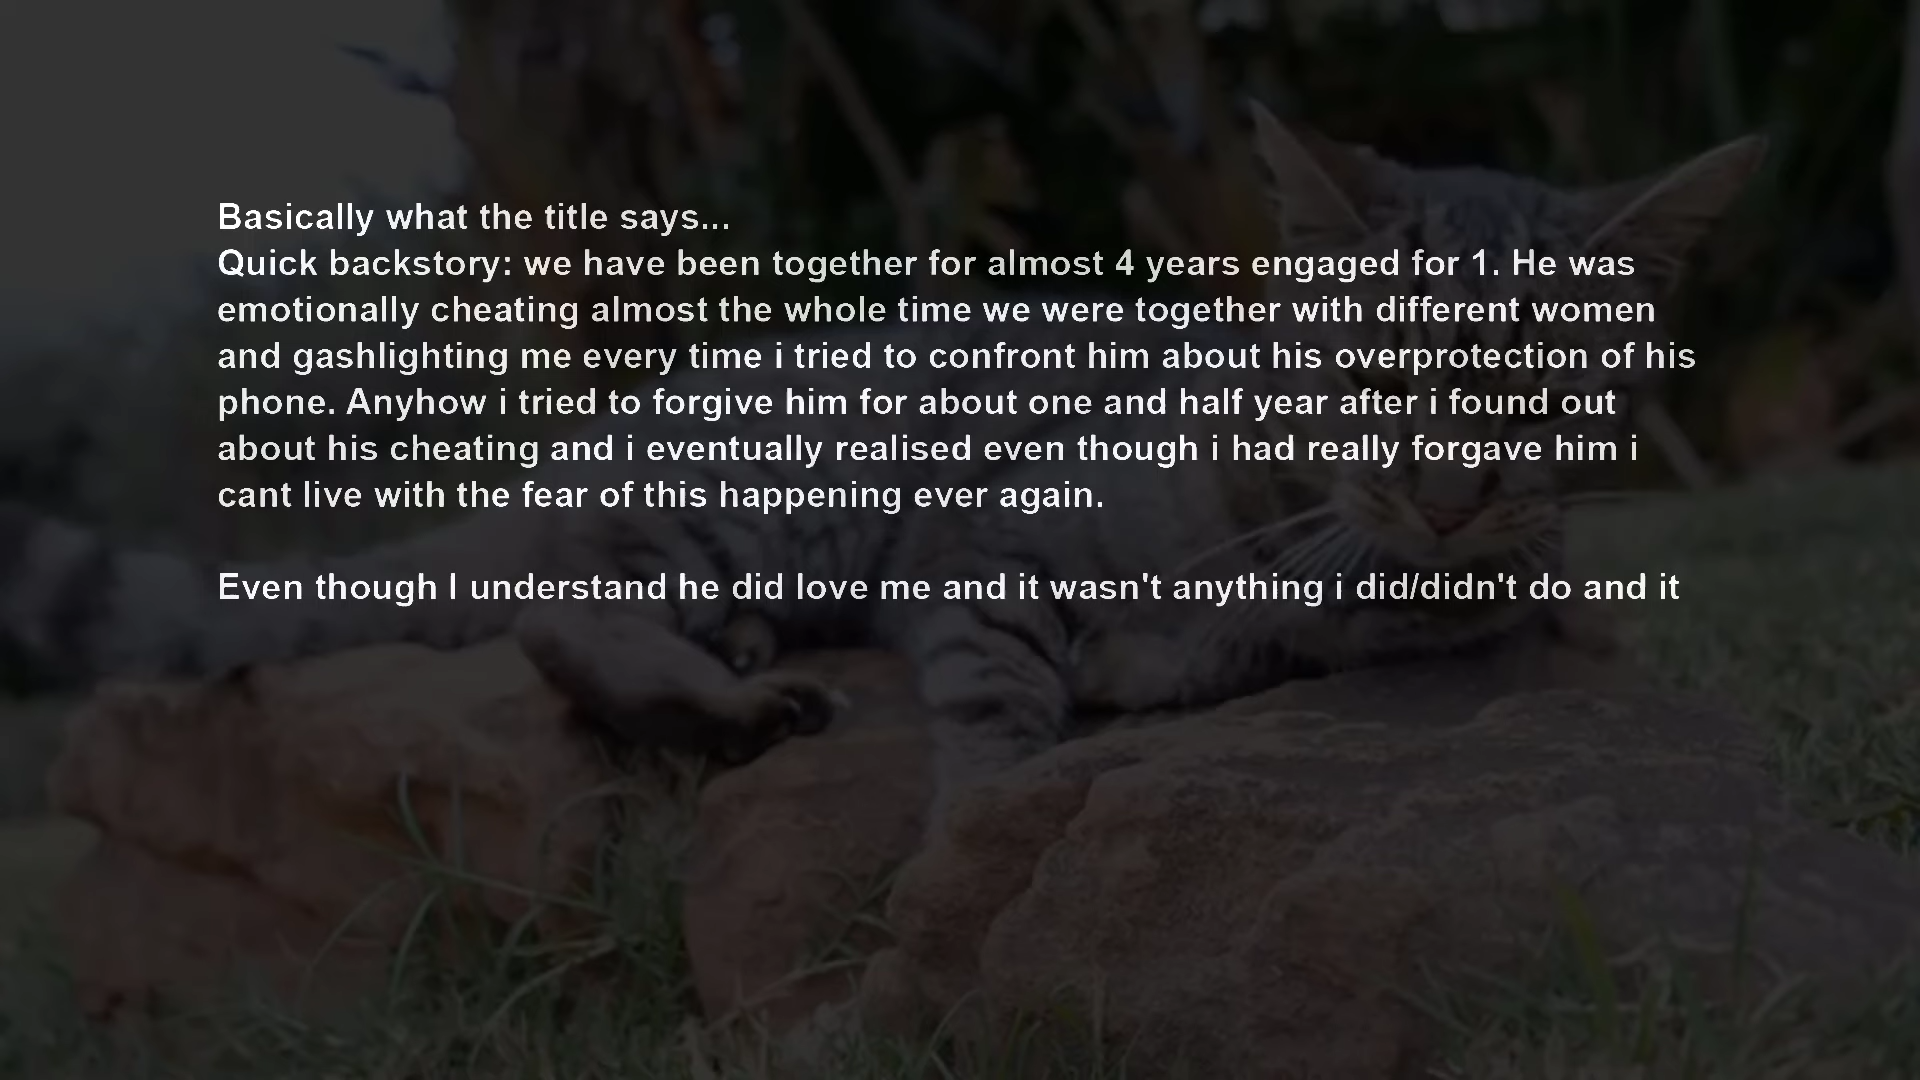 Basically what the title says...
Quick backstory: we have been together for almost 4 years engaged for 1. He was
emotionally cheating almost the whole time we were together with different women
and gashlighting me every time i tried to confront him about his overprotection of his
phone. Anyhow i tried to forgive him for about one and half year after i found out
about his cheating and i eventually realised even though i had really forgave him i
cant live with the fear of this happening ever again.
Even though I understand he did love me and it wasn't anything i did/didn't do and it